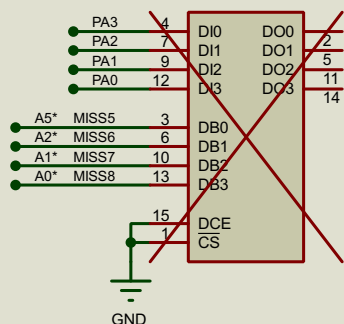 PA3 4 DI0 DO0
PA2 7 DI1 DO1 2
PA1 9 DI2 DO2 5
PA0 12 DI3 DO3 11
14
A5* MISS5 3 DB0
A2* MISS6 6 DB1
A1* MISS7 10 DB2
A0* MISS8 13 DB3
15 DCE
1 CS
GND